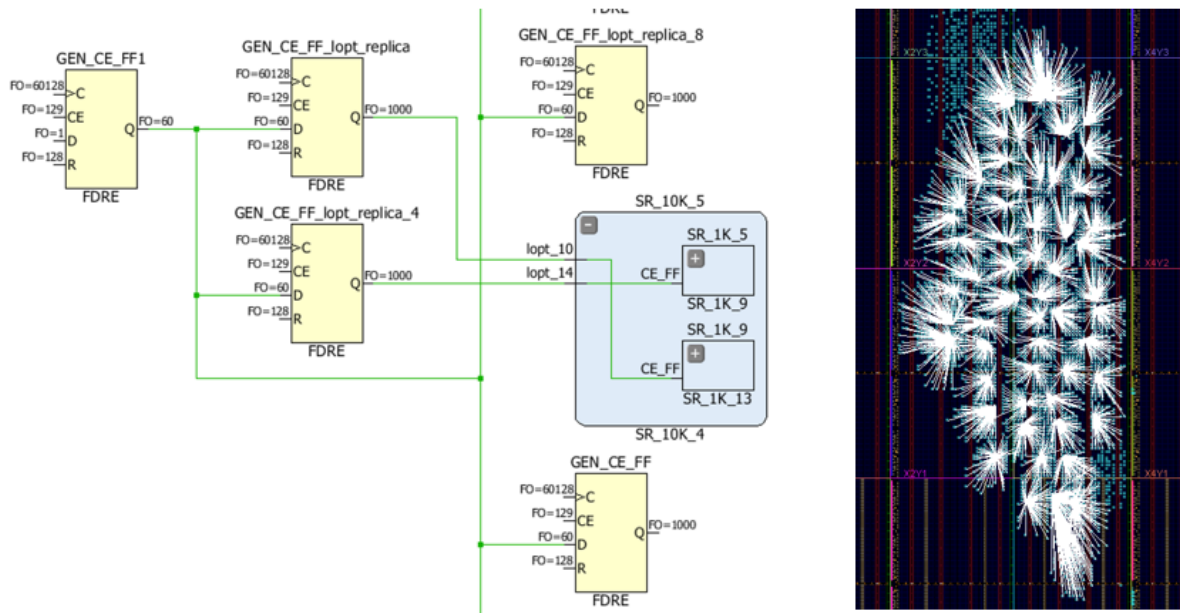 GEN_CE_FF1
FO=60128
C
FO=129
CE
FO=1
D
FO=128
R
Q
FO=60
FDRE
GEN_CE_FF_lopt_replica
FO=60128
C
FO=129
CE
FO=60
D
FO=128
R
Q
FO=1000
FDRE
GEN_CE_FF_lopt_replica_4
FO=60128
C
FO=129
CE
FO=60
D
FO=128
R
Q
FO=1000
FDRE
FDRE
GEN_CE_FF_lopt_replica_8
FO=60128
C
FO=129
CE
FO=60
D
FO=128
R
Q
FO=1000
FDRE
SR_10K_5
lopt_10
lopt_14
SR_1K_5
CE_FF
SR_1K_9
SR_1K_9
CE_FF
SR_1K_13
SR_10K_4
GEN_CE_FF
FO=60128
C
FO=129
CE
FO=60
D
FO=128
R
Q
FO=1000
FDRE
X2Y3
X4Y3
X2Y2
X4Y2
X2Y1
X4Y1